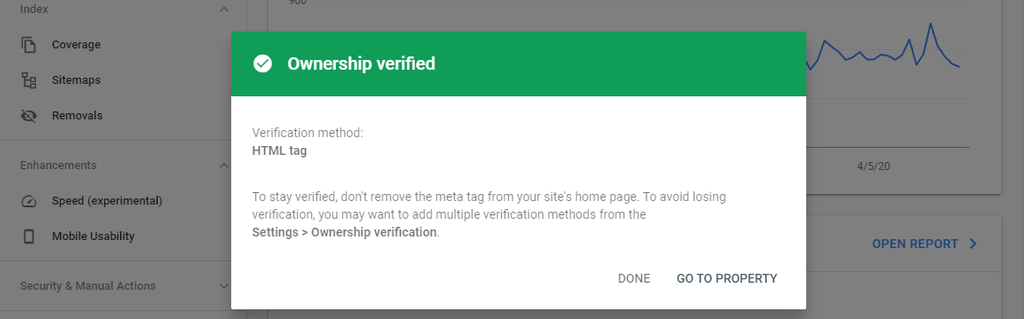 Index
900
Coverage
Sitemaps
Removals
Enhancements
Speed (experimental)
Mobile Usability
Security & Manual Actions
Ownership verified
Verification method:
HTML tag
To stay verified, don't remove the meta tag from your site's home page. To avoid losing
verification, you may want to add multiple verification methods from the
Settings > Ownership verification.
DONE
GO TO PROPERTY
4/5/20
OPEN REPORT